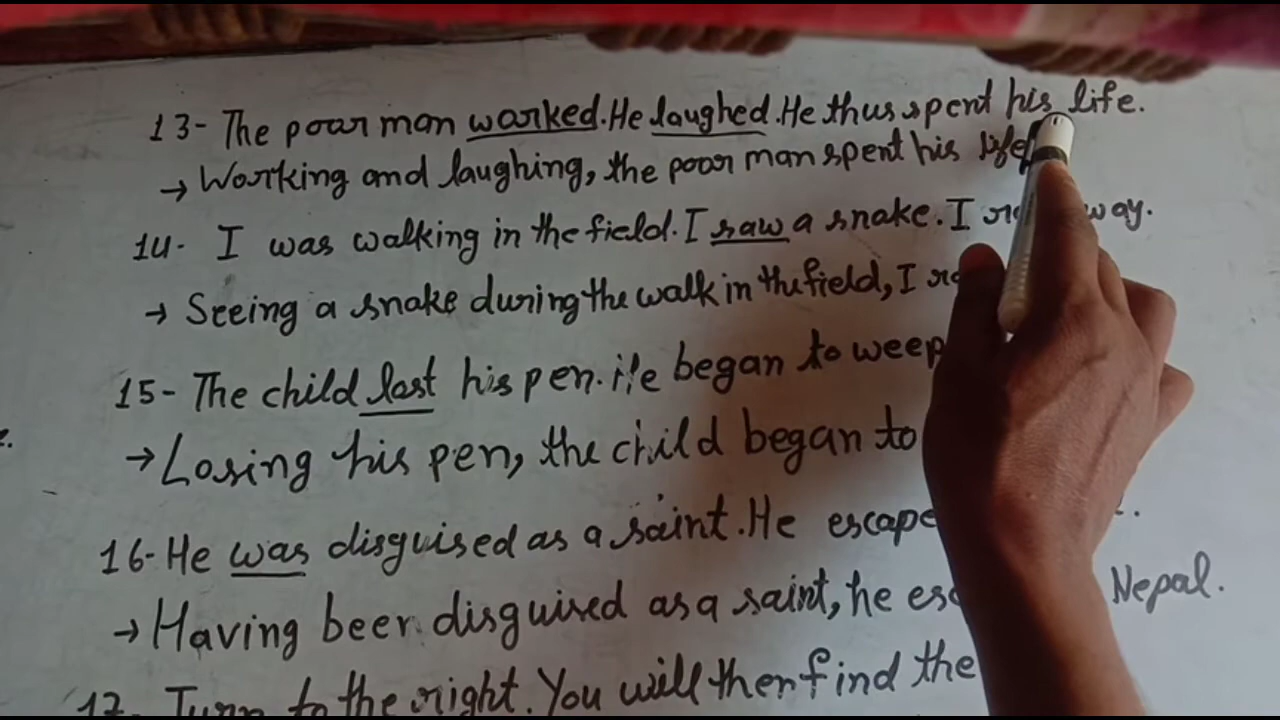 13- The poor man worked. He laughed. He thus spent his life.
→ Working and laughing, the poor man spent his life
14- I was walking in the field. I saw a snake. I way.
→ Seeing a snake during the walk in the field, I
15- The child lost his pen. He began to weep
→ Losing his pen, the child began to
16- He was disguised as a saint. He escape
→ Having been disguised as a saint, he Nepal.
17- Turn to the right. You will then find the